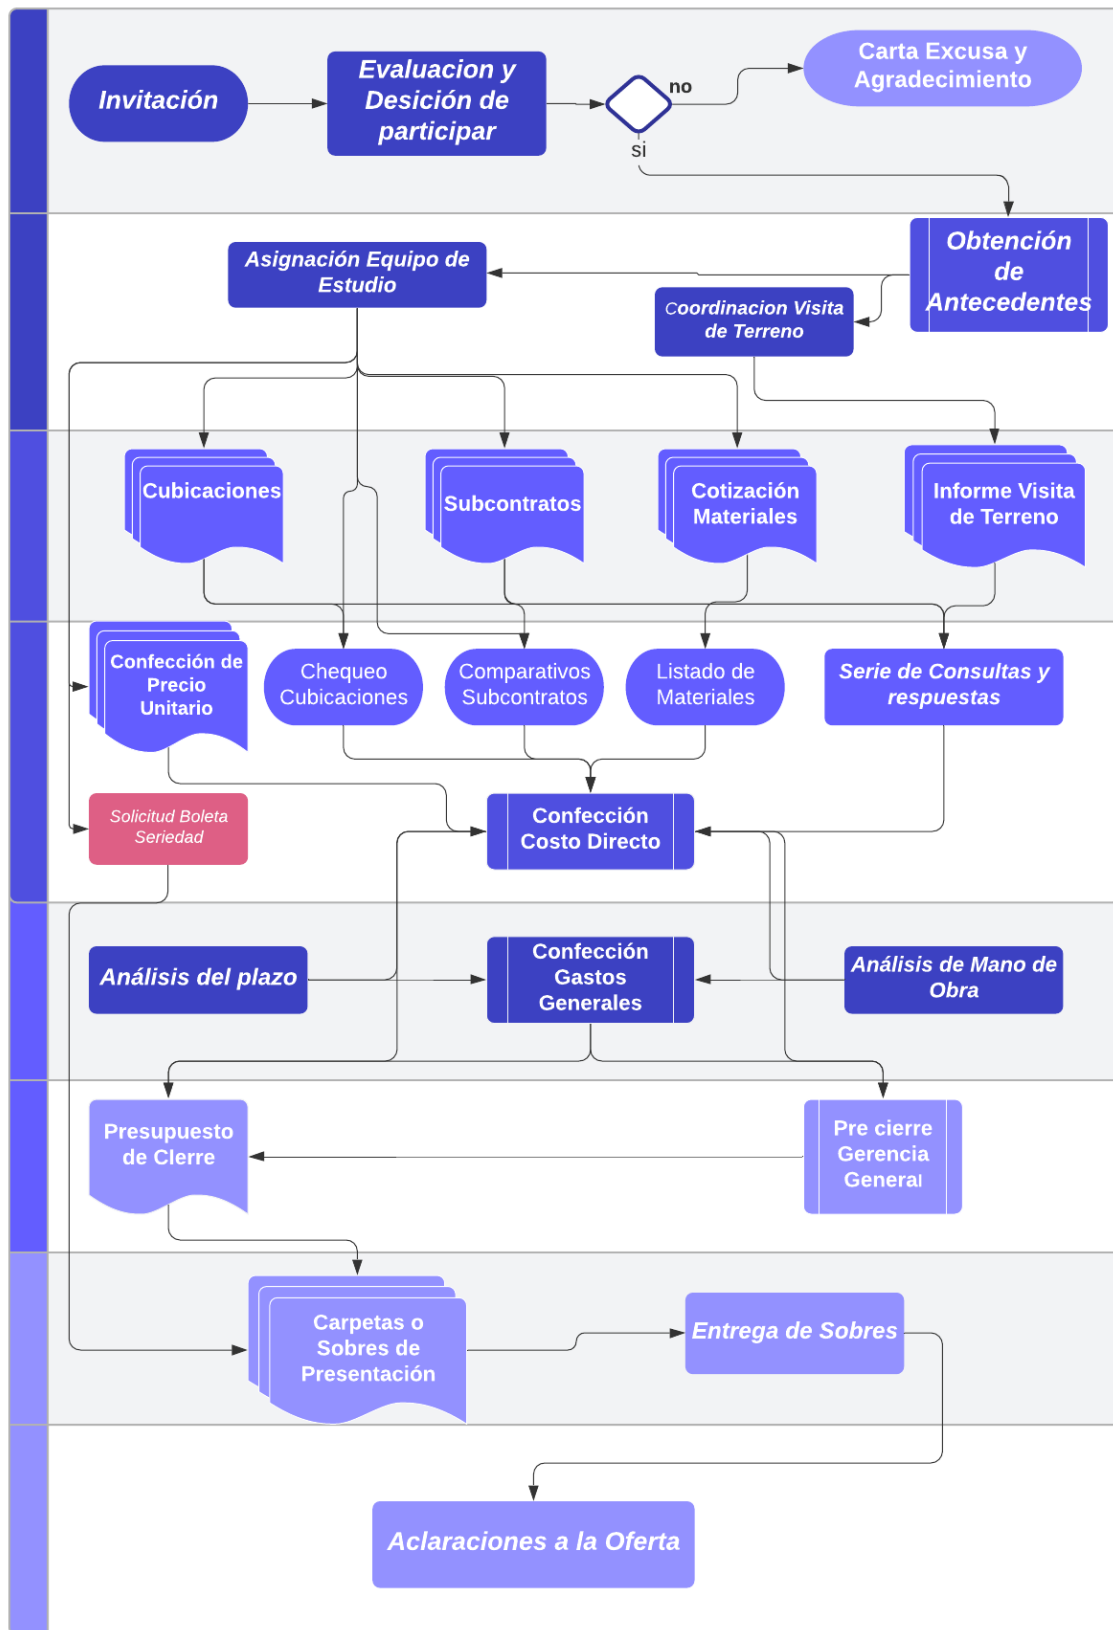 Invitación
Evaluacion y
Desición de
participar
no
si
Carta Excusa y
Agradecimiento
Obtención
de
Antecedentes
Asignación Equipo de
Estudio
Coordinacion Visita
de Terreno
Cubicaciones
Subcontratos
Cotización
Materiales
Informe Visita
de Terreno
Confección de
Precio
Unitario
Chequeo
Cubicaciones
Comparativos
Subcontratos
Listado de
Materiales
Serie de Consultas y
respuestas
Solicitud Boleta
Seriedad
Confección
Costo Directo
Análisis del plazo
Confección
Gastos
Generales
Análisis de Mano de
Obra
Presupuesto
de CIerre
Pre cierre
Gerencia
General
Carpetas o
Sobres de
Presentación
Entrega de Sobres
Aclaraciones a la Oferta